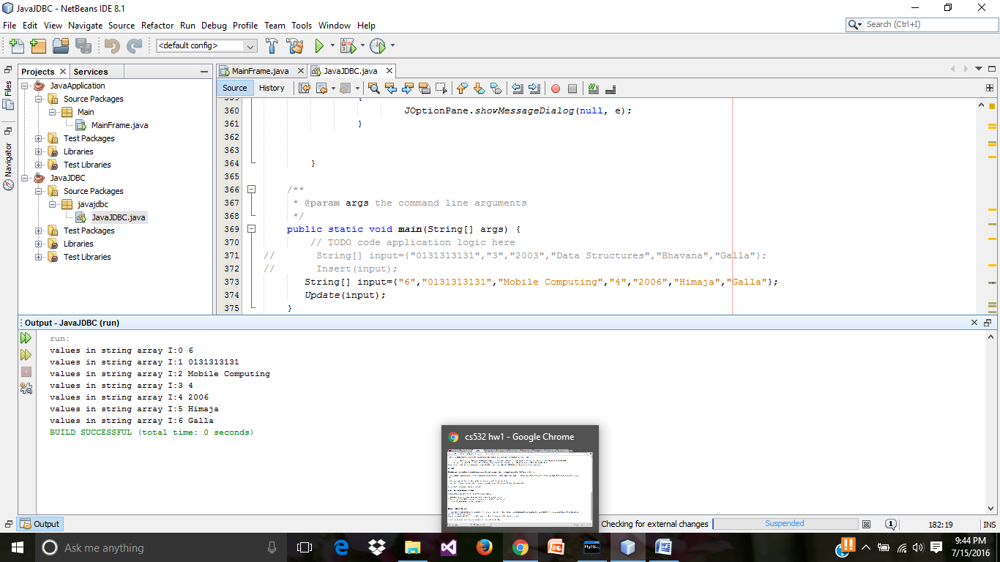 JavaJDBC - NetBeans IDE 8.1
File Edit View Navigate Source Refactor Run Debug Profile Team Tools Window Help
Search (Ctrl+I)
<default config>
Projects Services
Files
Navigator
JavaApplication
Source Packages
Main
MainFrame.java
Test Packages
Libraries
Test Libraries
JavaJDBC
Source Packages
javajdbc
JavaJDBC.java
Test Packages
Libraries
Test Libraries
MainFrame.java JavaJDBC.java
Source History
359 {
360 JOptionPane.showMessageDialog(null, e);
361 }
362
363
364 }
365
366 /**
367 * @param args the command line arguments
368 */
369 public static void main(String[] args) {
370 // TODO code application logic here
371 // String[] input={"0131313131","3","2003","Data Structures","Bhavana","Galla"};
372 // Insert(input);
373 String[] input={"6","0131313131","Mobile Computing","4","2006","Himaja","Galla"};
374 Update(input);
375 }
Output - JavaJDBC (run)
run:
values in string array I:0 6
values in string array I:1 0131313131
values in string array I:2 Mobile Computing
values in string array I:3 4
values in string array I:4 2006
values in string array I:5 Himaja
values in string array I:6 Galla
BUILD SUCCESSFUL (total time: 0 seconds)
cs532 hw1 - Google Chrome
Output
Checking for external changes Suspended 1 182:19 INS
Ask me anything
MySQL
9:44 PM
7/15/2016